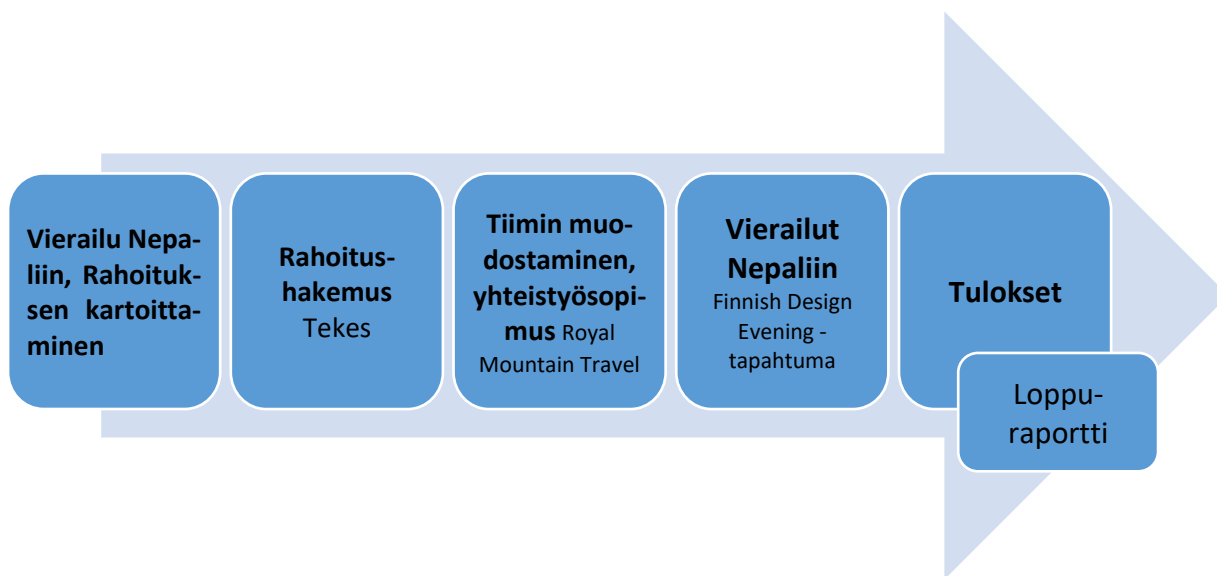 Vierailu Nepa-
liin, Rahoituk-
sen kartoitta-
minen
Rahoitus-
hakemus
Tekes
Tiimin muo-
dostaminen,
yhteistyösopi-
mus Royal
Mountain Travel
Vierailut
Nepaliin
Finnish Design
Evening -
tapahtuma
Tulokset
Loppu-
raportti